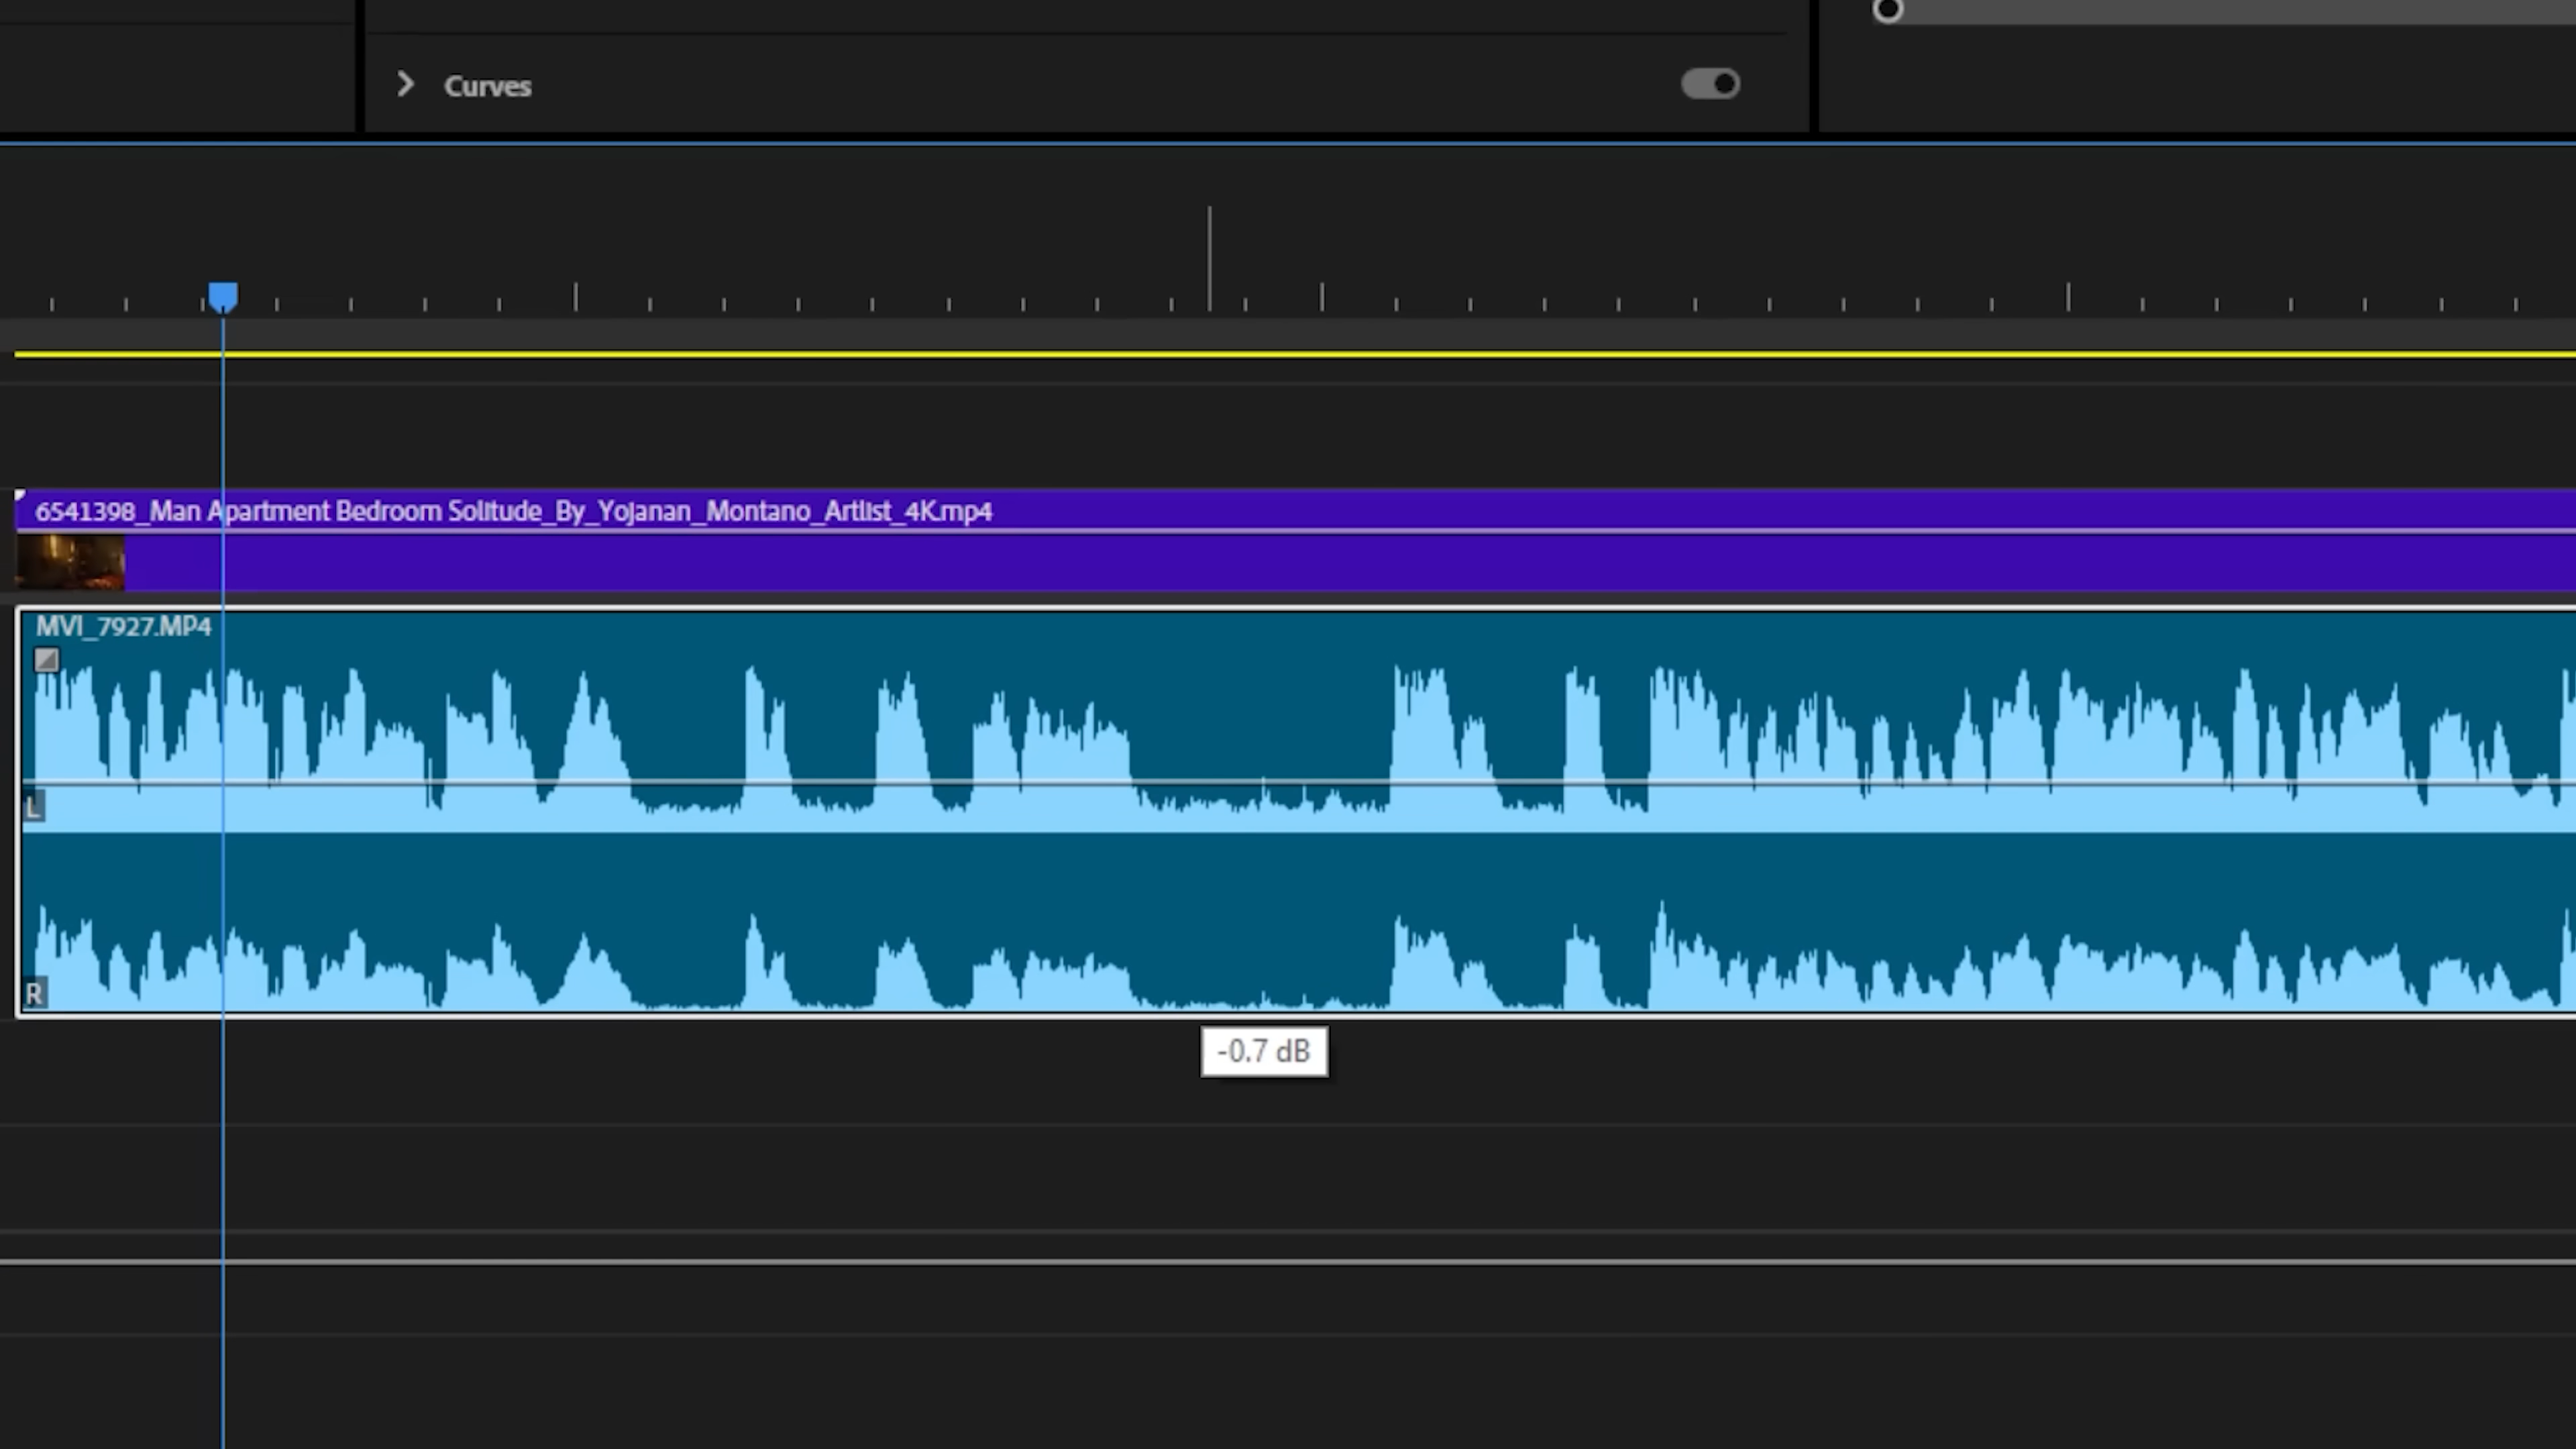 Curves
6541398_Man Apartment Bedroom Solitude_By_Yojanan_Montano_Artlist_4K.mp4
MVI_7927.MP4
L
R
-0.7 dB